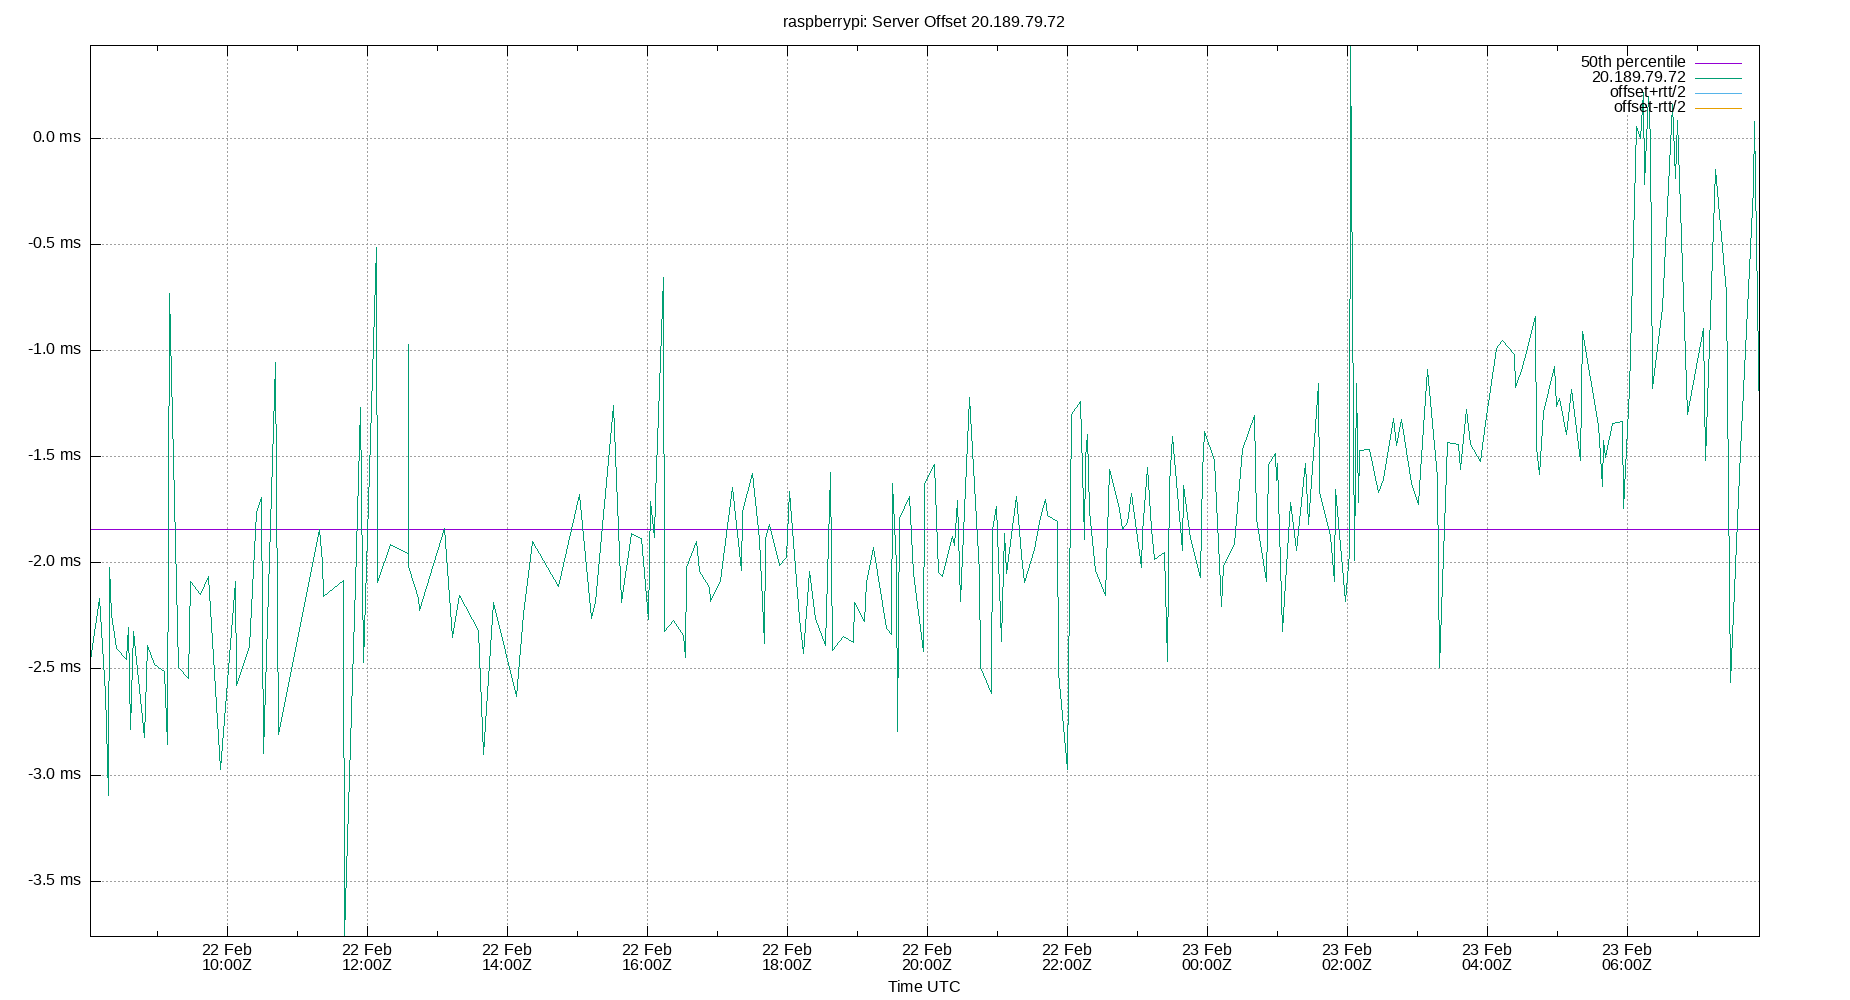 raspberrypi: Server Offset 20.189.79.72
50th percentile
20.189.79.72
offset+rtt/2
offset-rtt/2
0.0 ms
-0.5 ms
-1.0 ms
-1.5 ms
-2.0 ms
-2.5 ms
-3.0 ms
-3.5 ms
22 Feb 22 Feb 22 Feb 22 Feb 22 Feb 22 Feb 22 Feb 23 Feb 23 Feb 23 Feb 23 Feb
10:00Z 12:00Z 14:00Z 16:00Z 18:00Z 20:00Z 22:00Z 00:00Z 02:00Z 04:00Z 06:00Z
Time UTC